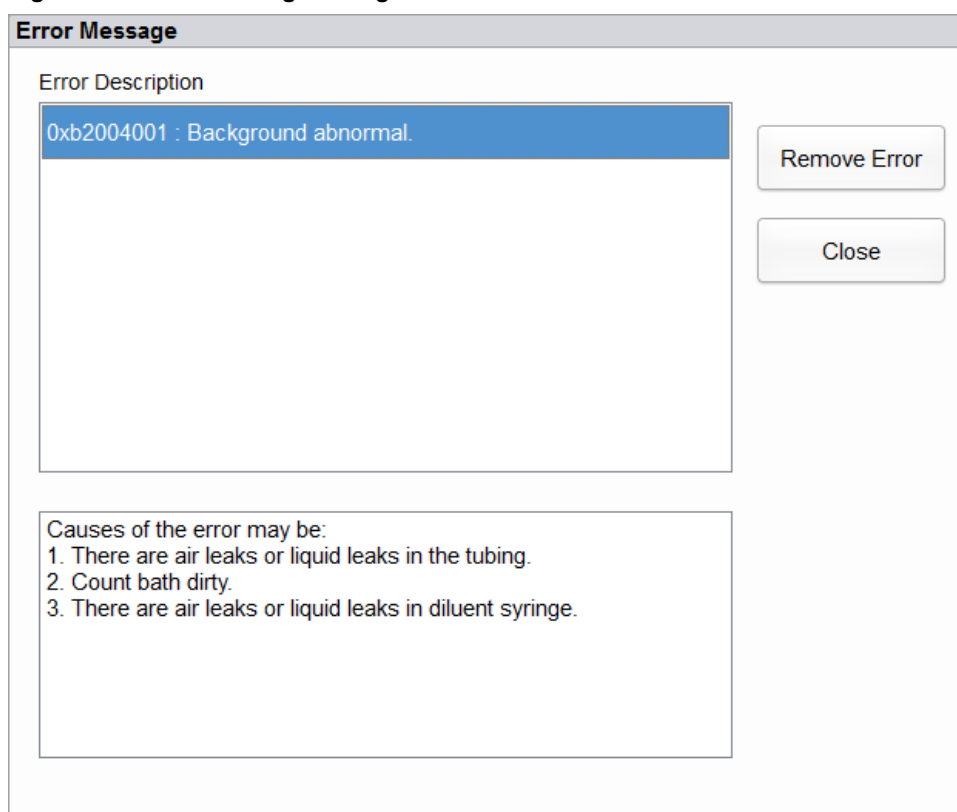 Error Message
Error Description
0xb2004001 : Background abnormal.
Remove Error
Close
Causes of the error may be:
1. There are air leaks or liquid leaks in the tubing.
2. Count bath dirty.
3. There are air leaks or liquid leaks in diluent syringe.